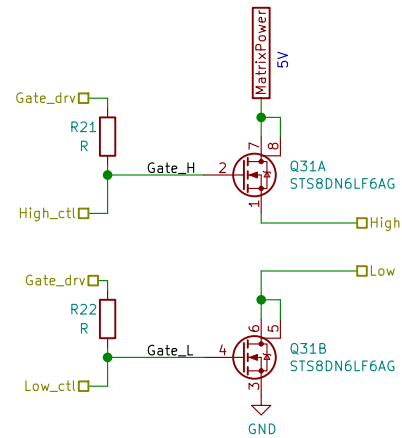 MatrixPower
5V
Gate_drv
R21
R
Gate_H
2
7
8
1
Q31A
STS8DN6LF6AG
High_ctl
High
Low
Gate_drv
R22
R
Gate_L
4
6
5
3
Q31B
STS8DN6LF6AG
Low_ctl
GND